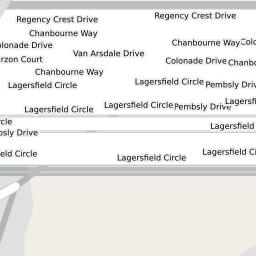 Regency Crest Drive
Regency Crest Drive
Chanbourne Way
Chanbourne Way
Colo
olonade Drive
Van Arsdale Drive
rzon Court
Colonade Drive
Chanbo
Chanbourne Way
Lagersfield Circle
Lagersfield Circle
Pembsly Driv
Lagersfi
Lagersfield Circle
Lagersfield Circle
Pembsly Drive
rcle
Lagersfield
bsly Drive
eld Circle
Lagersfield Circle
Lagersfield Ci